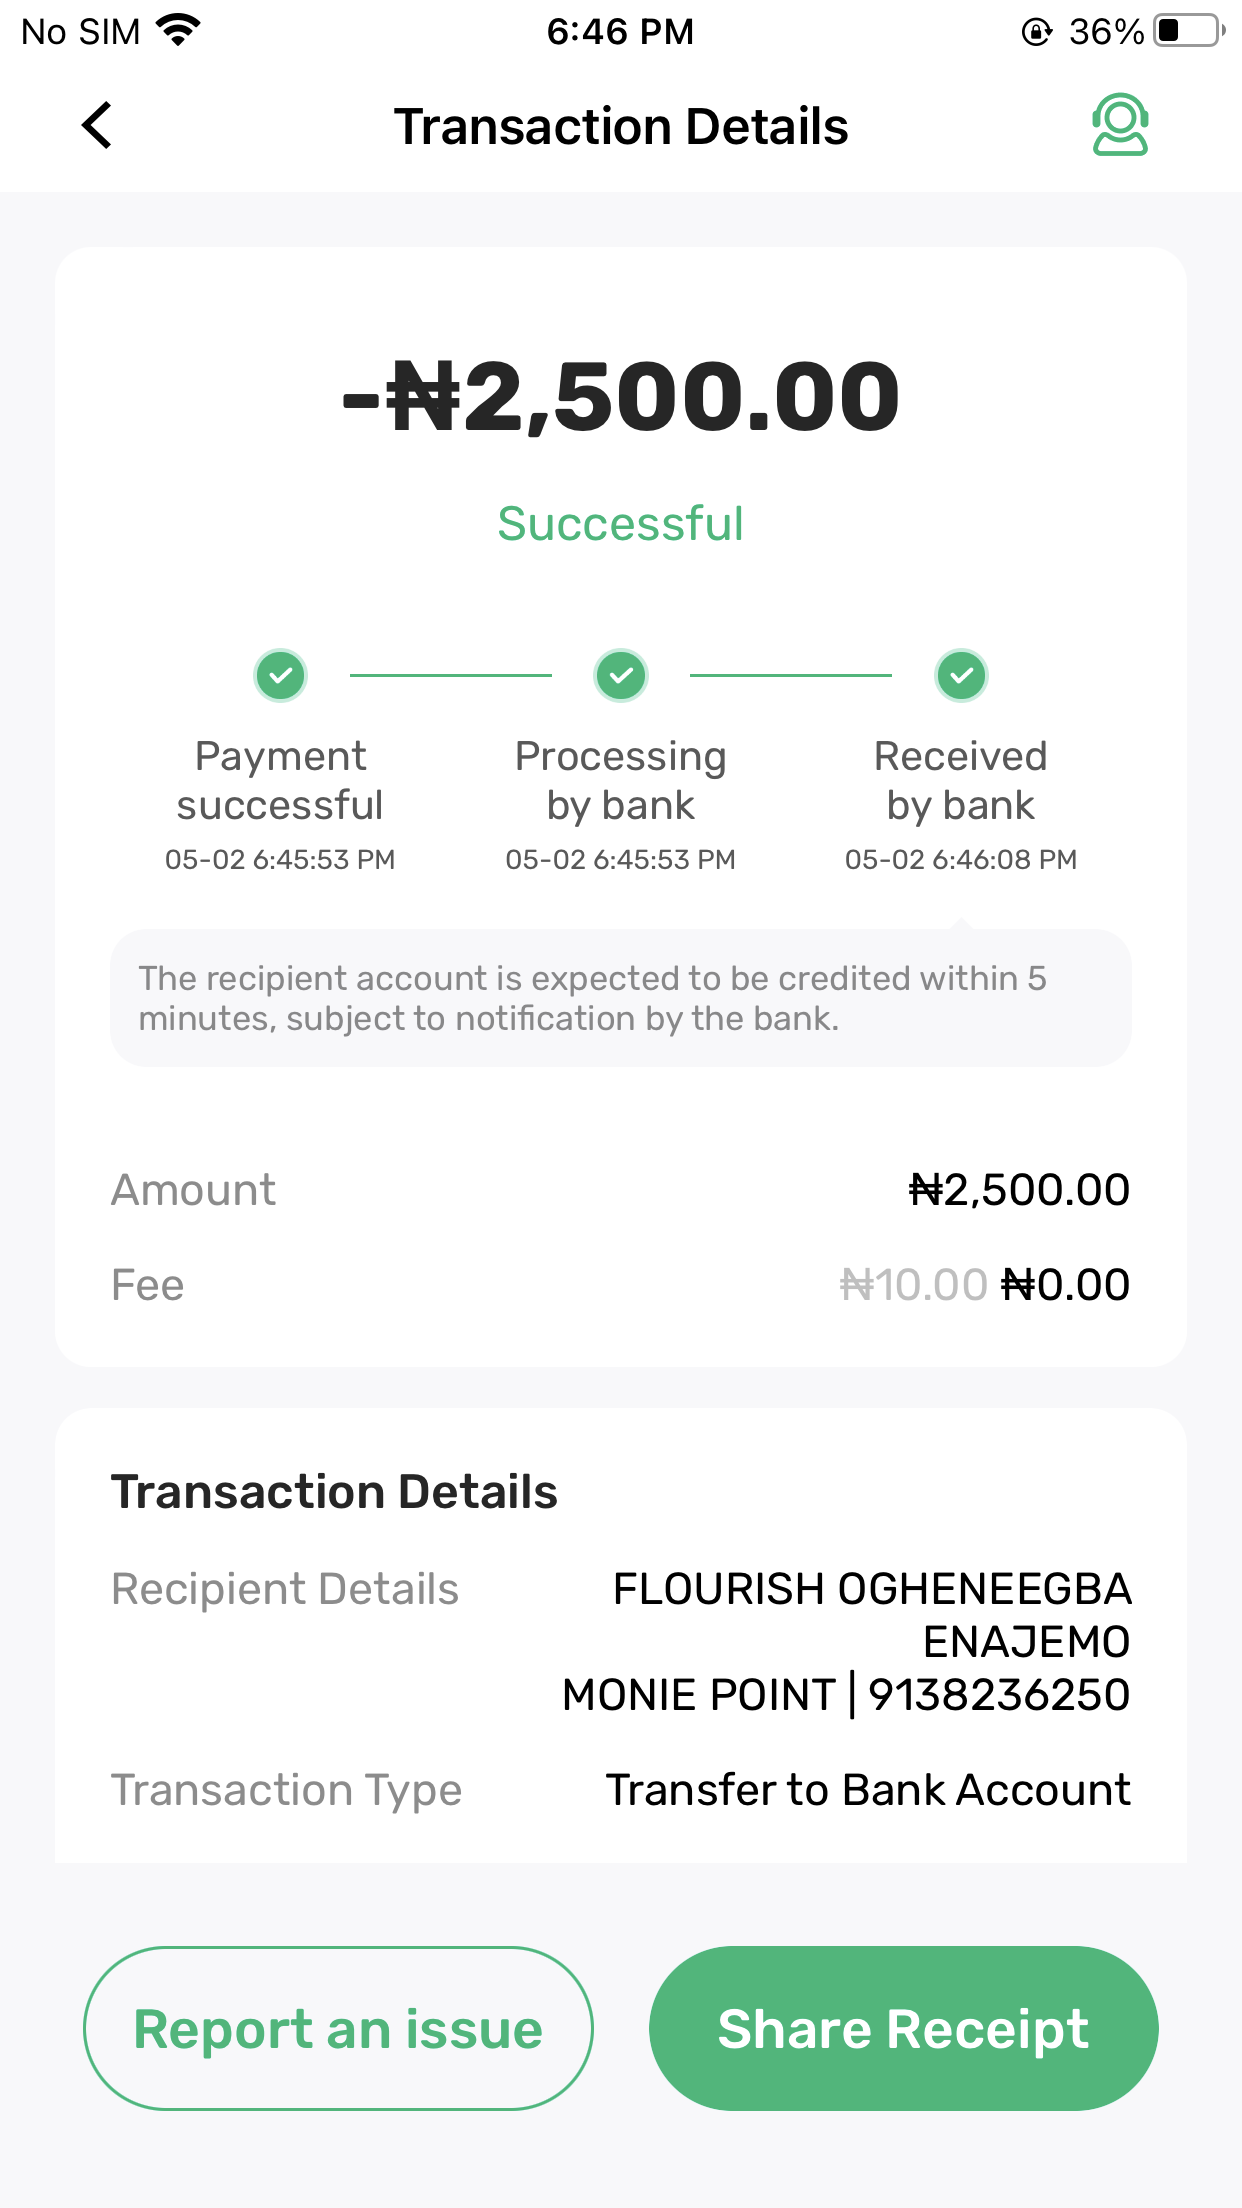 No SIM 6:46 PM 36%
Transaction Details
-₦2,500.00
Successful
Payment successful
05-02 6:45:53 PM
Processing by bank
05-02 6:45:53 PM
Received by bank
05-02 6:46:08 PM
The recipient account is expected to be credited within 5
minutes, subject to notification by the bank.
Amount ₦2,500.00
Fee ₦10.00 ₦0.00
Transaction Details
Recipient Details FLOURISH OGHENEEGBA
ENAJEMO
MONIE POINT | 9138236250
Transaction Type Transfer to Bank Account
Report an issue Share Receipt